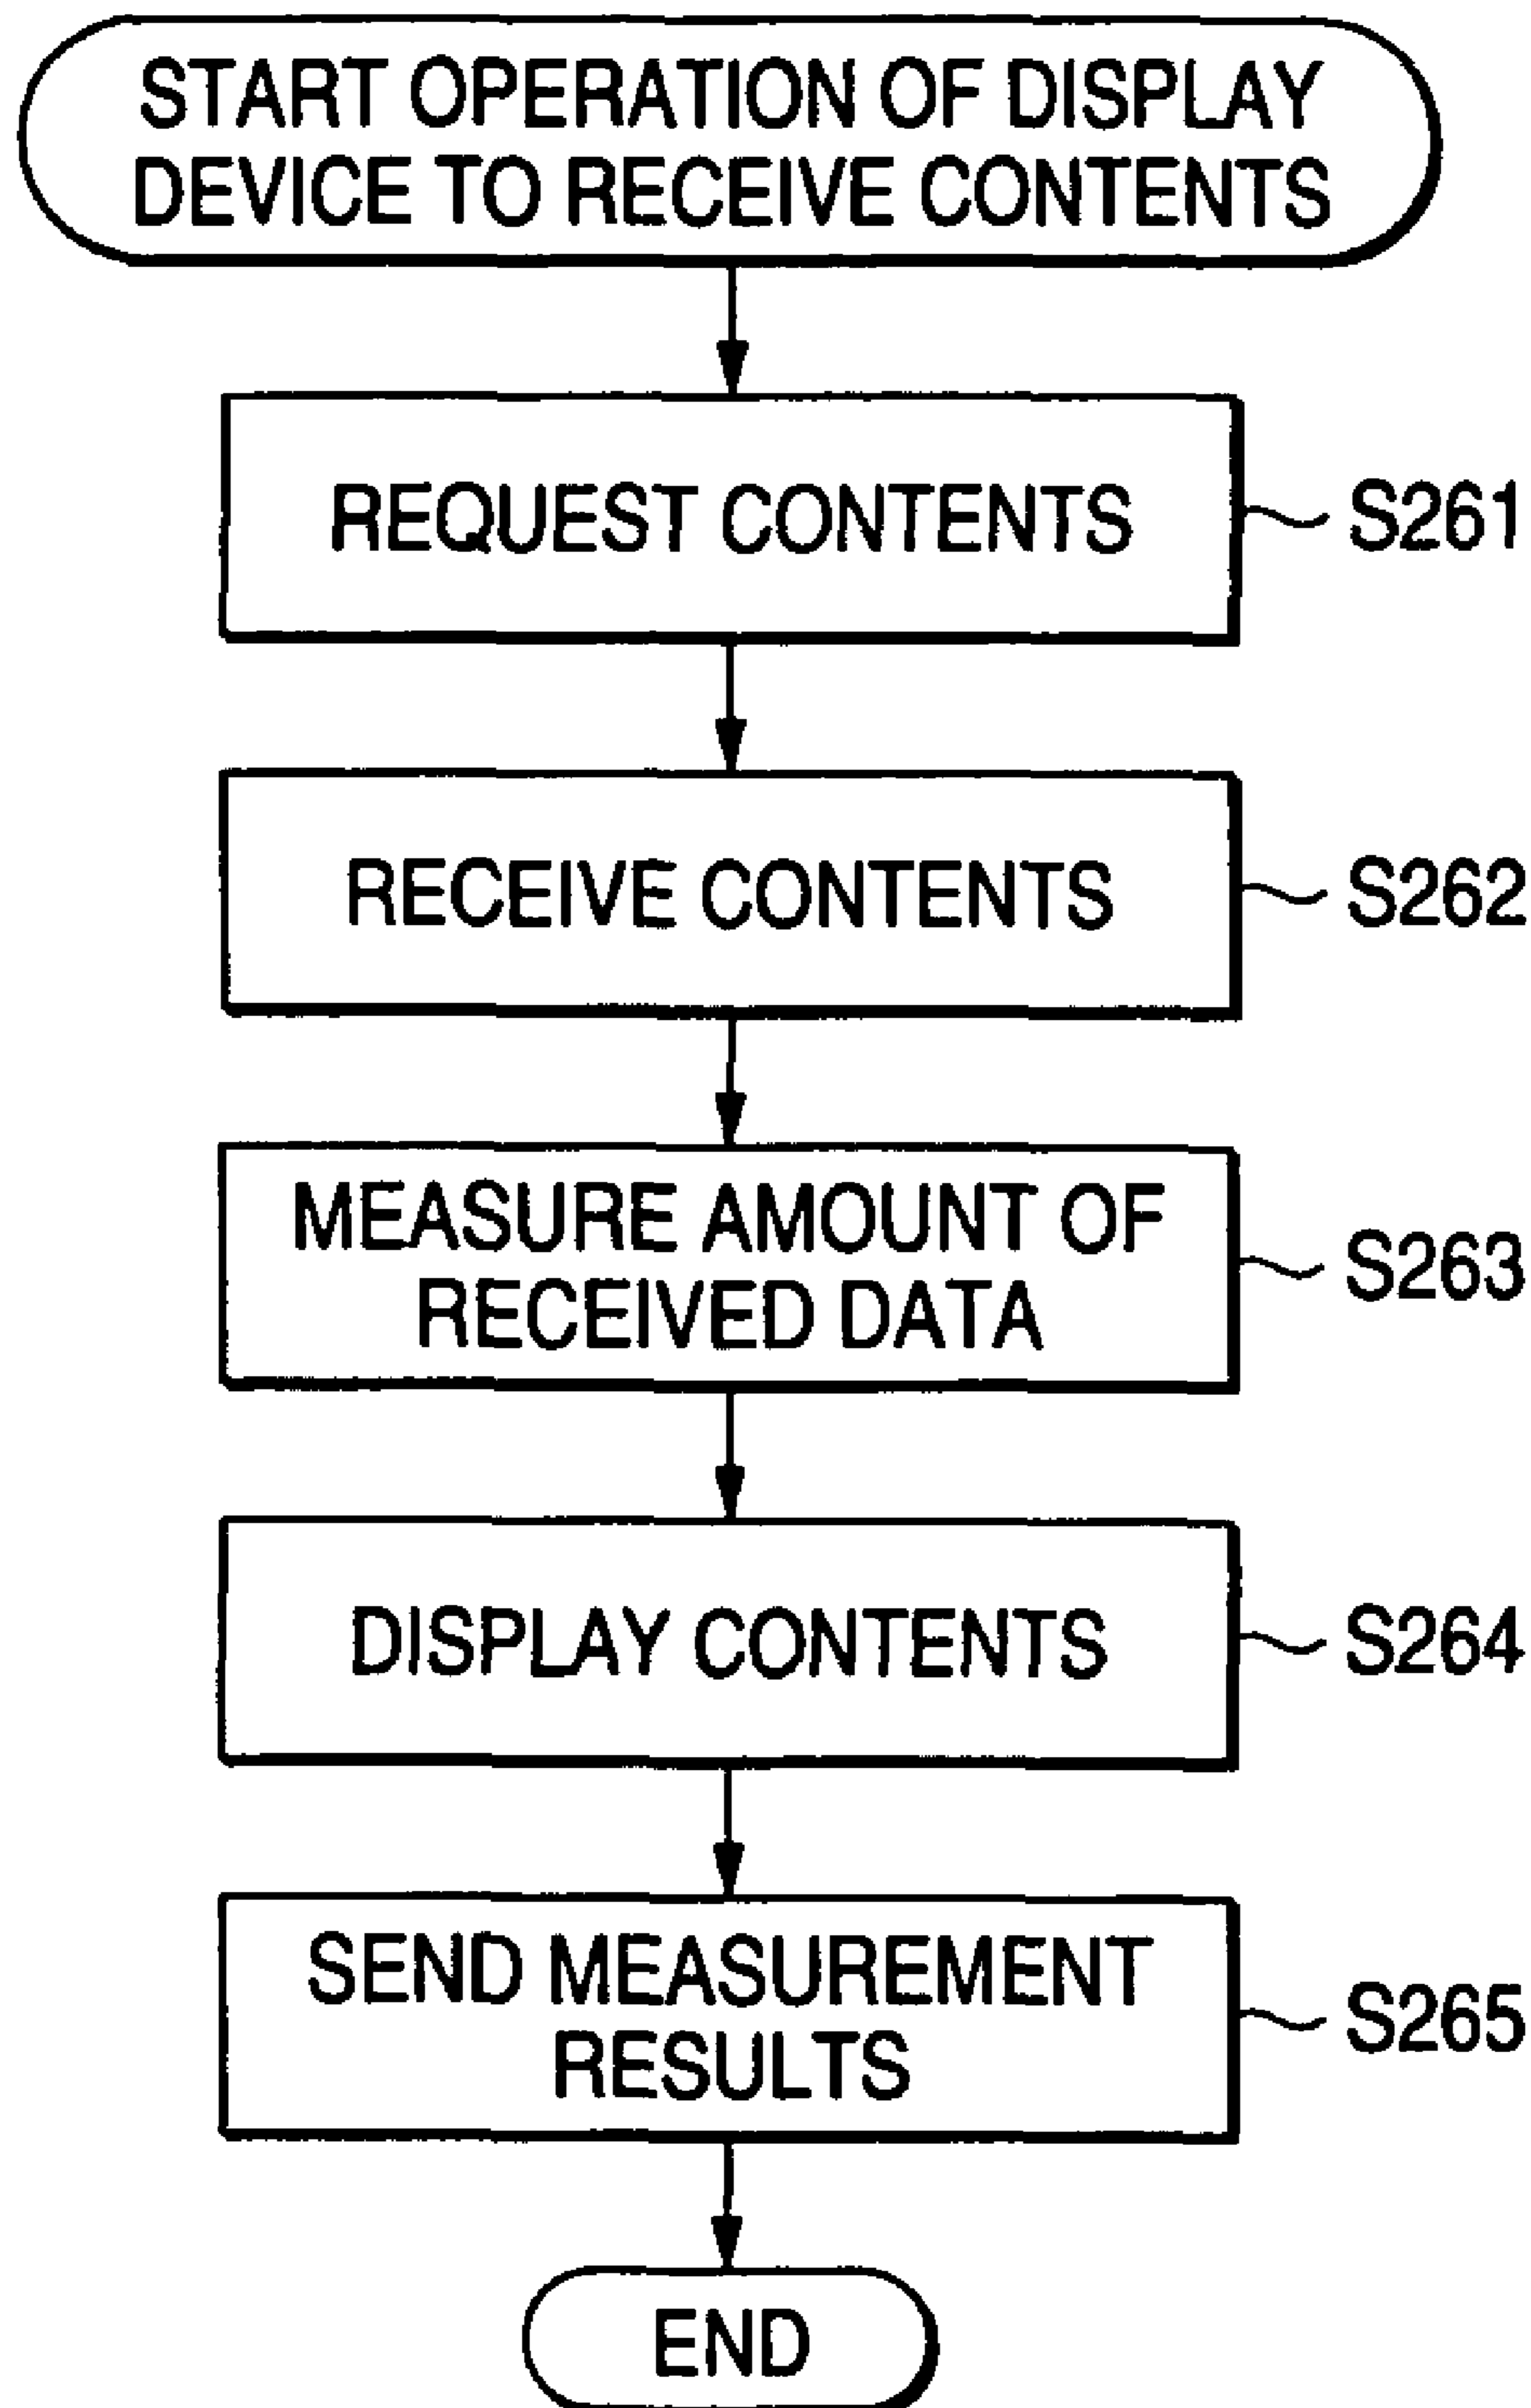 START OPERATION OF DISPLAY
DEVICE TO RECEIVE CONTENTS
REQUEST CONTENTS
S261
RECEIVE CONTENTS
S262
MEASURE AMOUNT OF
RECEIVED DATA
S263
DISPLAY CONTENTS
S264
SEND MEASUREMENT
RESULTS
S265
END